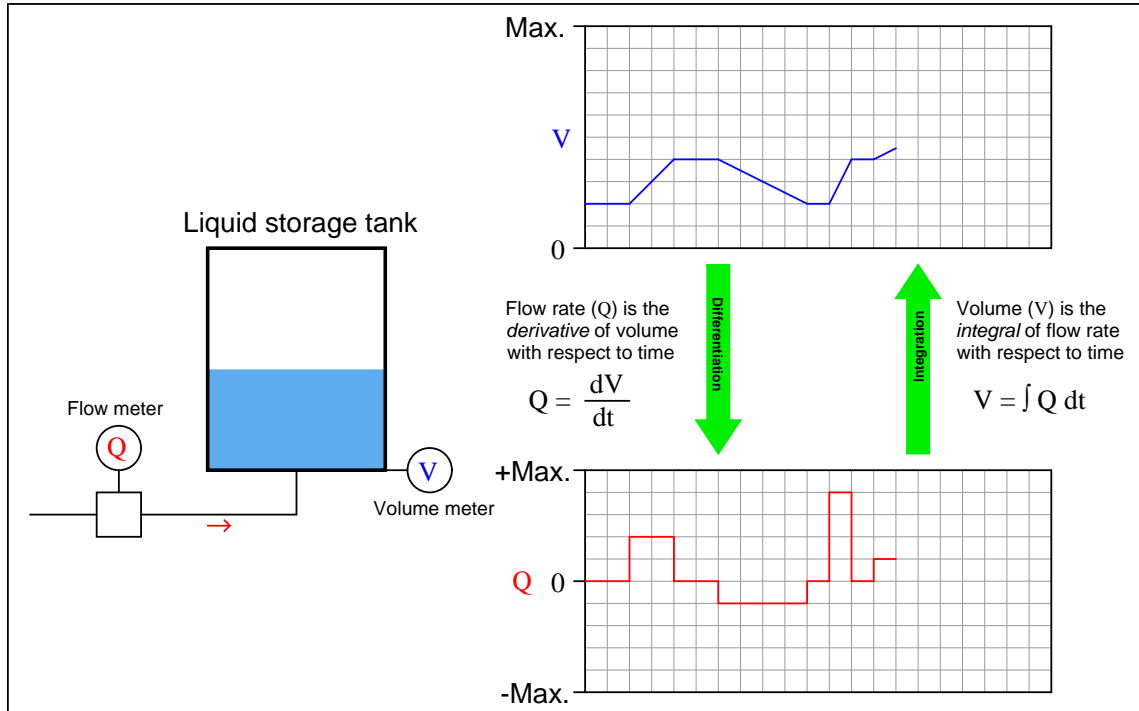 Max.
V
0
Liquid storage tank
Flow meter
Q
V
Volume meter
Flow rate (Q) is the
derivative of volume
with respect to time
Q = dV
dt
Differentiation
Integration
Volume (V) is the
integral of flow rate
with respect to time
V = ∫ Q dt
+Max.
Q 0
-Max.